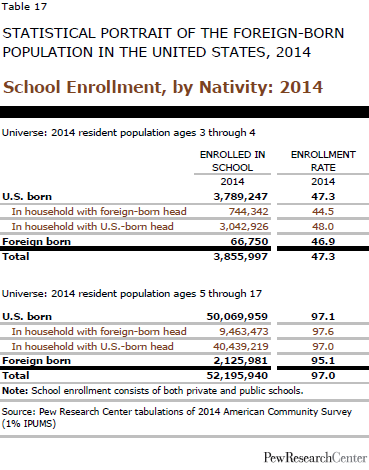 Table 17
STATISTICAL PORTRAIT OF THE FOREIGN-BORN
POPULATION IN THE UNITED STATES, 2014
School Enrollment, by Nativity: 2014
Universe: 2014 resident population ages 3 through 4
ENROLLED IN SCHOOL ENROLLMENT RATE
2014 2014
U.S. born 3,789,247 47.3
In household with foreign-born head 744,342 44.5
In household with U.S.-born head 3,042,926 48.0
Foreign born 66,750 46.9
Total 3,855,997 47.3
Universe: 2014 resident population ages 5 through 17
U.S. born 50,069,959 97.1
In household with foreign-born head 9,463,473 97.6
In household with U.S.-born head 40,439,219 97.0
Foreign born 2,125,981 95.1
Total 52,195,940 97.0
Note: School enrollment consists of both private and public schools.
Source: Pew Research Center tabulations of 2014 American Community Survey
(1% IPUMS)
PewResearchCenter